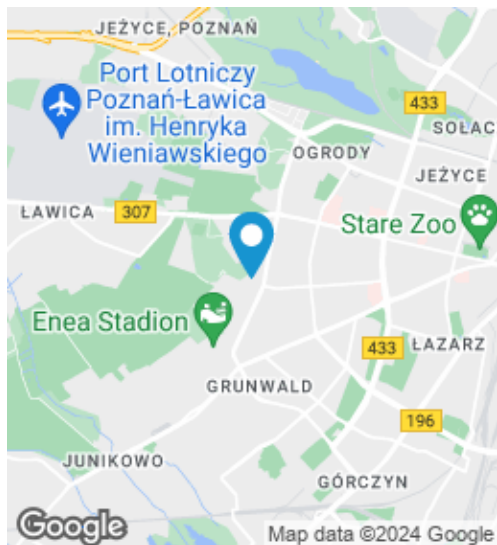 JEŻYCE, POZNAŃ
Port Lotniczy
Poznań-Ławica
im. Henryka
Wieniawskiego
433
SOŁAC
OGRODY
JEŻYCE
ŁAWICA
307
Stare Zoo
Enea Stadion
433
ŁAZARZ
GRUNWALD
196
JUNIKOWO
GÓRCZYN
Google
Map data ©2024 Google